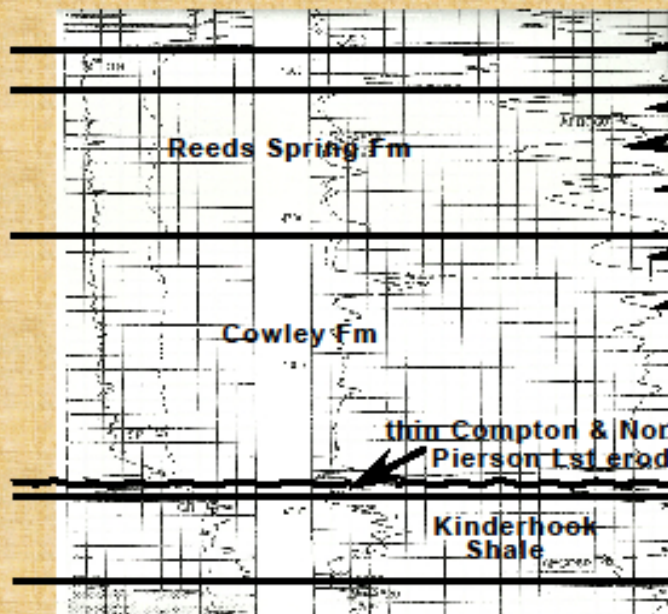 Reeds Spring Fm
Cowley Fm
thin Compton & Nor
Pierson Lst erod
Kinderhook
Shale